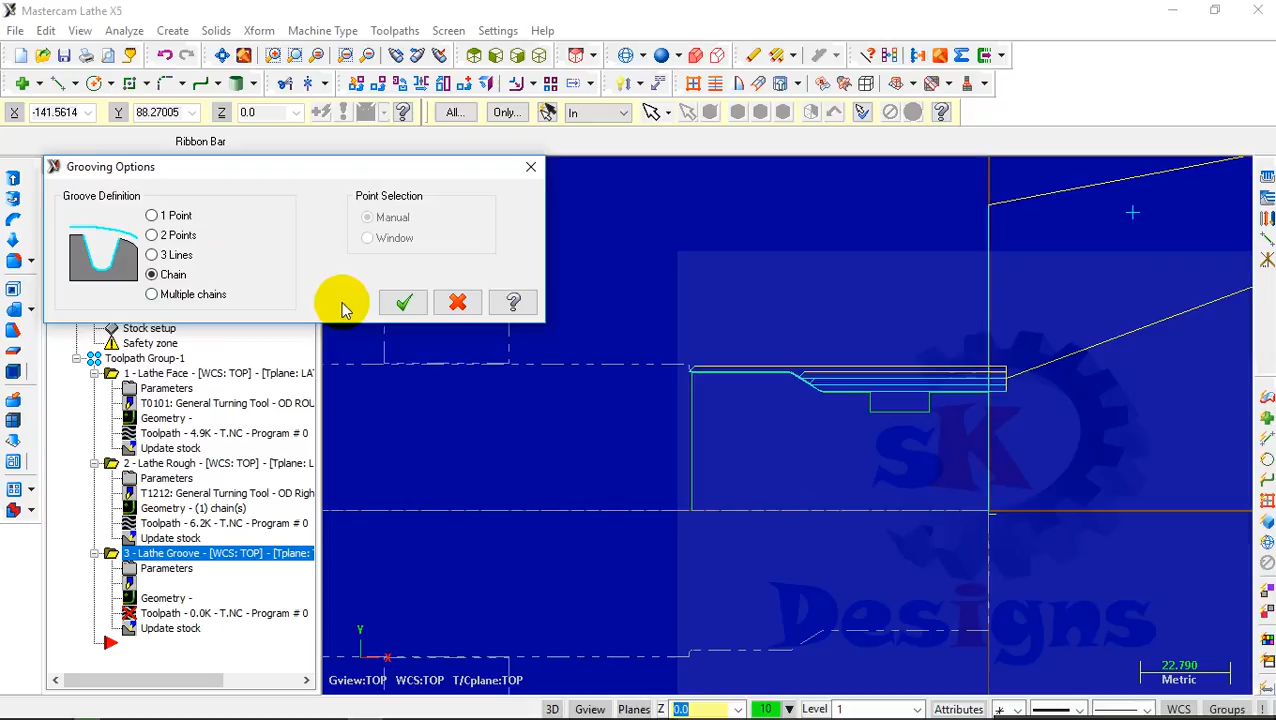 Mastercam Lathe X5
File Edit View Analyze Create Solids Xform Machine Type Toolpaths Screen Settings Help
X -141.5614 Y 98.27005 Z 0.0 All... Only... In
Ribbon Bar
Grooving Options
Groove Definition
Point Selection
1 Point
Manual
2 Points
Window
3 Lines
Chain
Multiple chains
Stock setup
Safety zone
Toolpath Group-1
1 - Lathe Face - [WCS: TOP] - [Tplane: LA
Parameters
T0101: General Turning Tool - OD ROU
Geometry -
Toolpath - 4.9K - T.NC - Program # 0
Update stock
2 - Lathe Rough - [WCS: TOP] - [Tplane: L
Parameters
T1212: General Turning Tool - OD Righ
Geometry - (1) chain(s)
Toolpath - 6.2K - T.NC - Program # 0
Update stock
3 - Lathe Groove - [WCS: TOP] - [Tplane:
Parameters
Geometry -
Toolpath - 0.0K - T.NC - Program # 0
Update stock
sK
Designs
Y
X
Gview:TOP WCS:TOP T/Cplane:TOP
22.790
Metric
3D Gview Planes Z 0.0 10 Level 1 Attributes WCS Groups